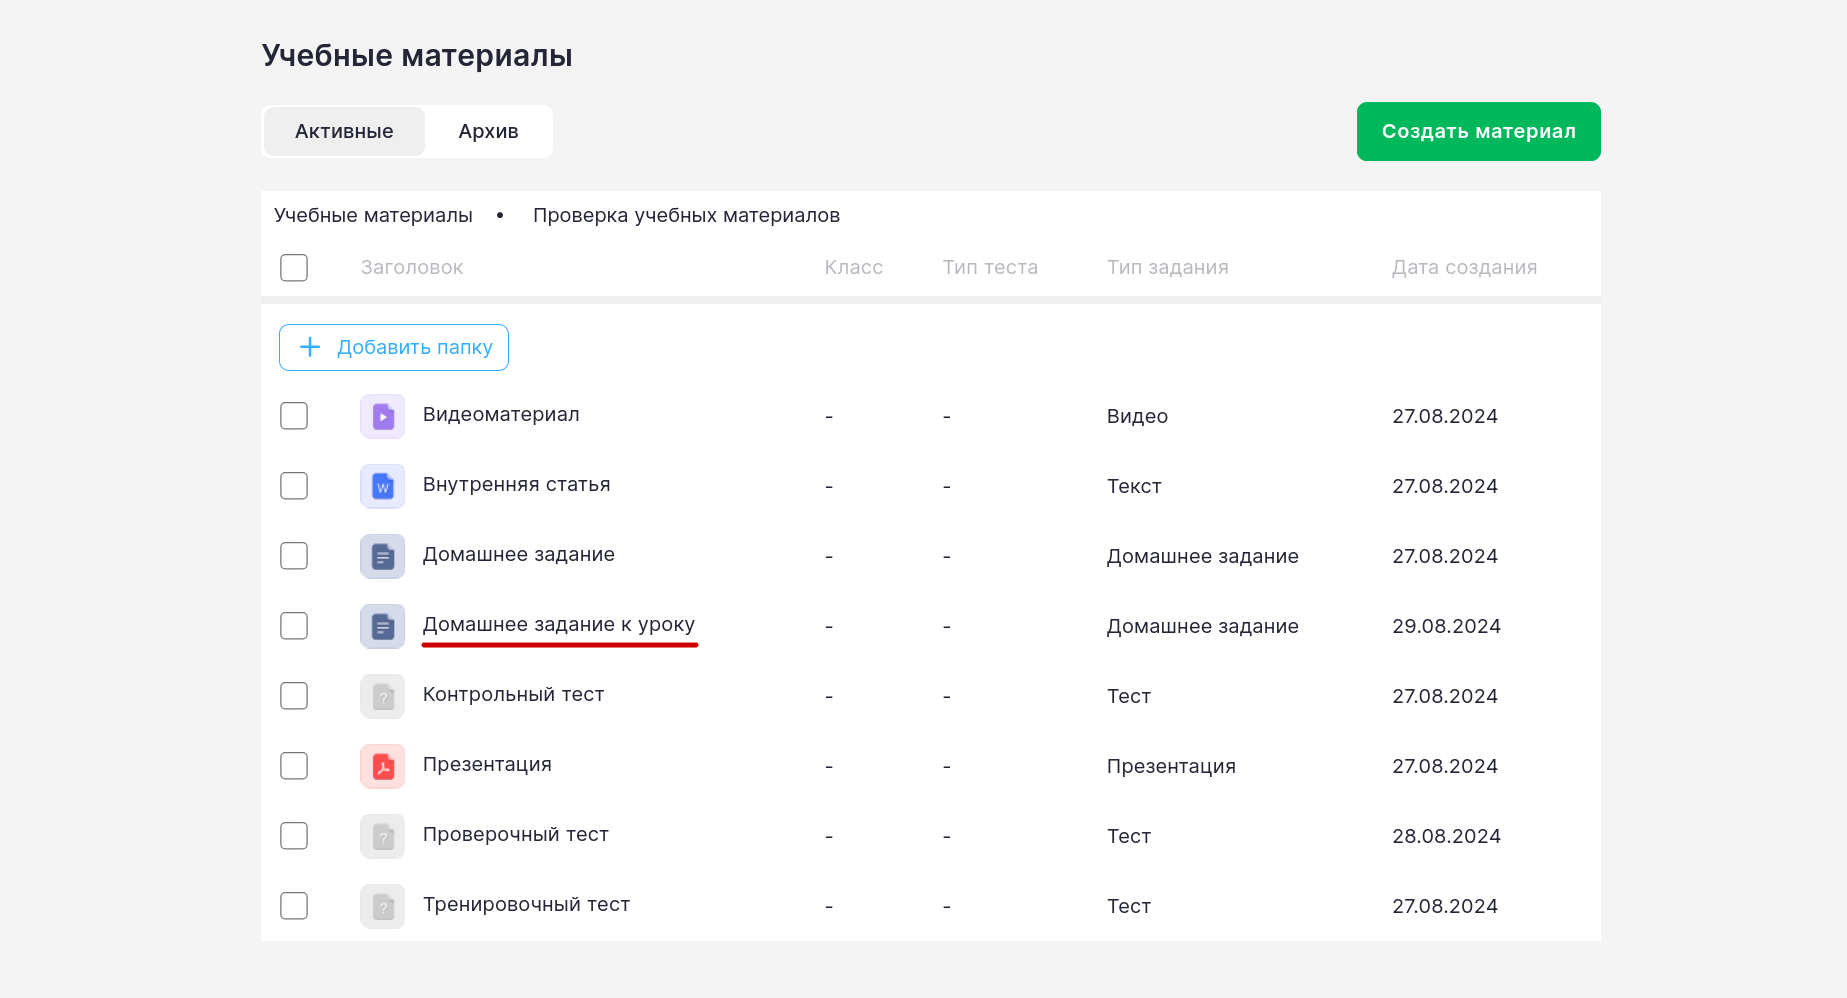 Учебные материалы
Активные Архив Создать материал
Учебные материалы • Проверка учебных материалов
Заголовок Класс Тип теста Тип задания Дата создания
Добавить папку
Видеоматериал - - Видео 27.08.2024
W Внутренняя статья - - Текст 27.08.2024
Домашнее задание - - Домашнее задание 27.08.2024
Домашнее задание к уроку - - Домашнее задание 29.08.2024
? Контрольный тест - - Тест 27.08.2024
Презентация - - Презентация 27.08.2024
? Проверочный тест - - Тест 28.08.2024
? Тренировочный тест - - Тест 27.08.2024